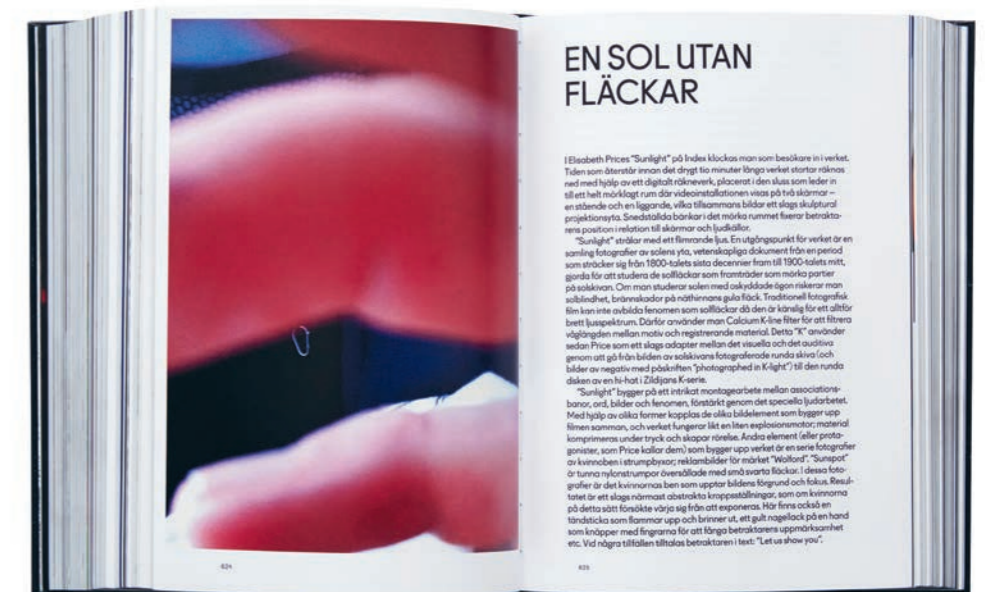 EN SOL UTAN
FLÄCKAR
I Elisabeth Prices "Sunlight" på Index klockas man som besökare in i verket.
Tiden som återstår innan det drygt tio minuter långa verket startar räknas
ned med hjälp av ett digitalt räkneverk, placerat i den sluss som leder in
till ett helt mörklagt rum där videoinstallationen visas på två skärmar –
en stående och en liggande, vilka tillsammans bildar ett slags skulptural
projektionsyta. Snedställda bänkar i det mörka rummet fixerar betrakta-
rens position i relation till skärmar och ljudkällor.
"Sunlight" strålar med ett flimrande ljus. En utgångspunkt för verket är en
samling fotografier av solens yta, vetenskapliga dokument från en period
som sträcker sig från 1800-talets sista decennier fram till 1900-talets mitt,
gjorda för att studera de solfläckar som framträder som mörka partier
på solskivan. Om man studerar solen med oskyddade ögon riskerar man
solblindhet, brännskador på näthinnans gula fläck. Traditionell fotografisk
film kan inte avbilda fenomen som solfläckar då den är känslig för ett alltför
brett ljusspektrum. Därför använder man Calcium K-line filter för att filtrera
våglängden mellan motiv och registrerande material. Detta "K" använder
sedan Price som ett slags adapter mellan det visuella och det auditiva
genom att gå från bilden av solskivans fotograferade runda skiva (och
bilder av negativ med påskriften "photographed in K-light") till den runda
disken av en hi-hat i Zildjians K-serie.
"Sunlight" bygger på ett intrikat montagearbete mellan associations-
banor, ord, bilder och fenomen, förstärkt genom det speciella ljudarbetet.
Med hjälp av olika former kopplas de olika bildelement som bygger upp
filmen samman, och verket fungerar likt en liten explosionsmotor; material
komprimeras under tryck och skapar rörelse. Andra element (eller prota-
gonister, som Price kallar dem) som bygger upp verket är en serie fotografier
av kvinnoben i strumpbyxor; reklambilder för märket "Wolford". "Sunspot"
är tunna nylonstrumpor översållade med små svarta fläckar. I dessa foto-
grafier är det kvinnornas ben som upptar bildens förgrund och fokus. Resul-
tatet är ett slags närmast abstrakta kroppsställningar, som om kvinnorna
på detta sätt försökte värja sig från att exponeras. Här finns också en
tändsticka som flammar upp och brinner ut, ett gult nagellack på en hand
som knäpper med fingrarna för att fånga betraktarens uppmärksamhet
etc. Vid några tillfällen tilltalas betraktaren i text: "Let us show you".
624
625